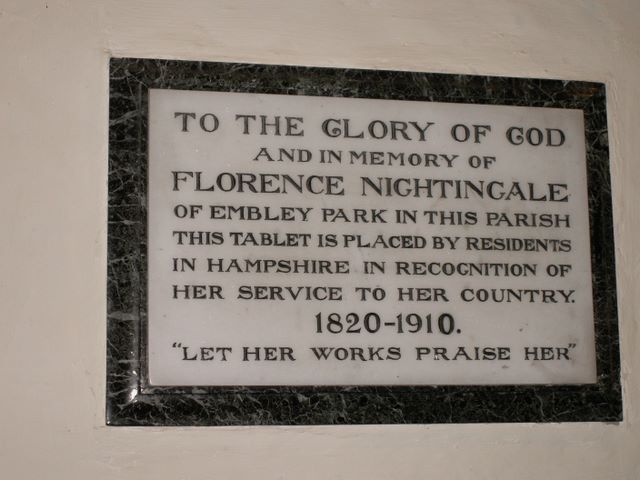 TO THE GLORY OF GOD
AND IN MEMORY OF
FLORENCE NIGHTINGALE
OF EMBLEY PARK IN THIS PARISH
THIS TABLET IS PLACED BY RESIDENTS
IN HAMPSHIRE IN RECOGNITION OF
HER SERVICE TO HER COUNTRY.
1820-1910.
"LET HER WORKS PRAISE HER"